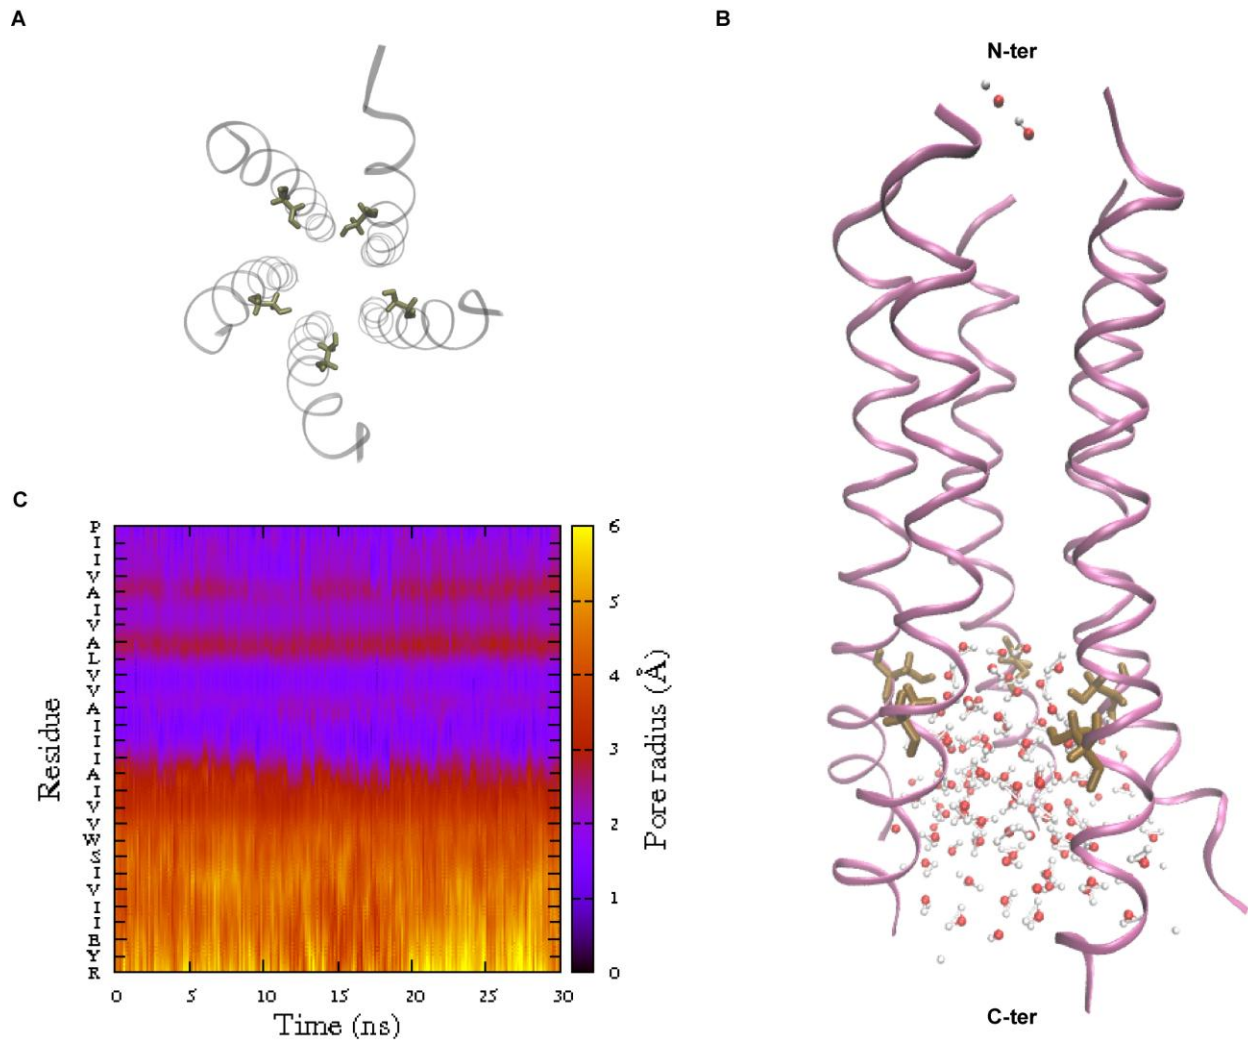 A
B
N-ter
C-ter
C
P
I
I
V
A
I
V
A
L
V
V
A
I
I
I
A
I
V
V
W
S
I
V
I
I
E
Y
R
Residue
0 5 10 15 20 25 30
Time (ns)
6
5
4
3
2
1
0
Pore radius (Å)